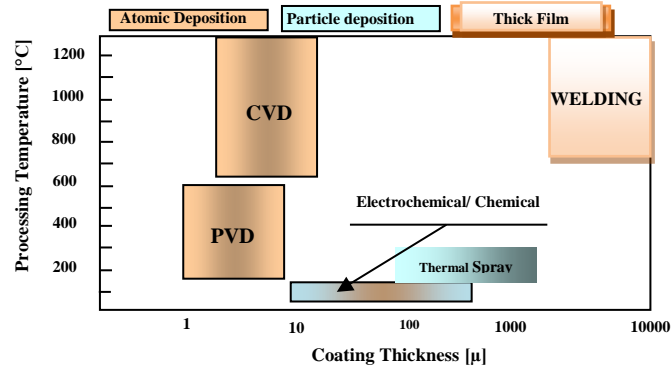 Atomic Deposition
Particle deposition
Thick Film
Processing Temperature [°C]
1200
1000
800
600
400
200
CVD
WELDING
PVD
Electrochemical/ Chemical
Thermal Spray
1
10
100
1000
10000
Coating Thickness [µ]